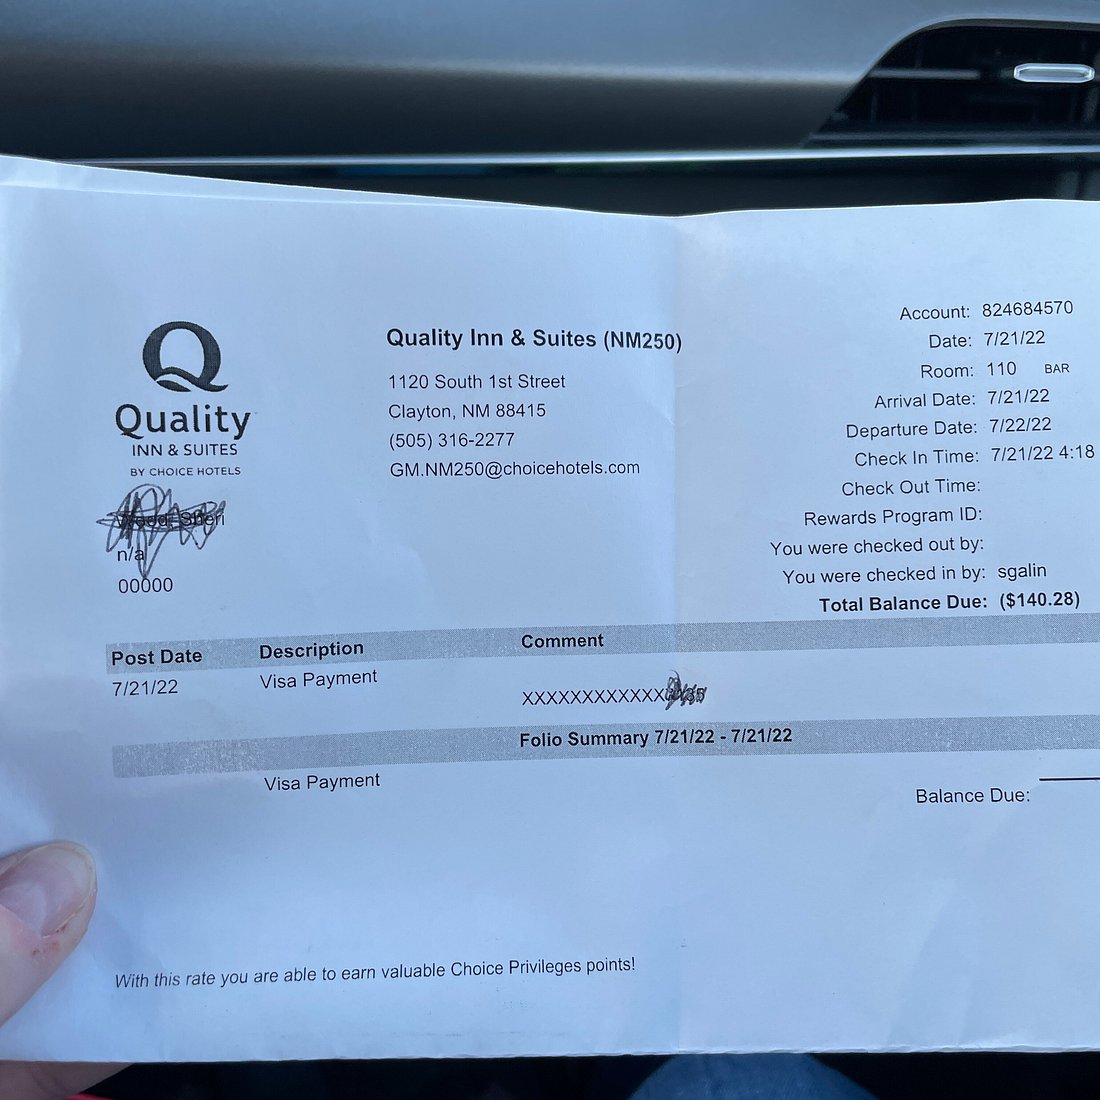 Quality
INN & SUITES
BY CHOICE HOTELS
n/a
00000
Quality Inn & Suites (NM250)
1120 South 1st Street
Clayton, NM 88415
(505) 316-2277
GM.NM250@choicehotels.com
Account: 824684570
Date: 7/21/22
Room: 110 BAR
Arrival Date: 7/21/22
Departure Date: 7/22/22
Check In Time: 7/21/22 4:18
Check Out Time:
Rewards Program ID:
You were checked out by:
You were checked in by: sgalin
Total Balance Due: ($140.28)
Post Date Description Comment
7/21/22 Visa Payment
XXXXXXXXXXXX
Folio Summary 7/21/22 - 7/21/22
Visa Payment
Balance Due:
With this rate you are able to earn valuable Choice Privileges points!